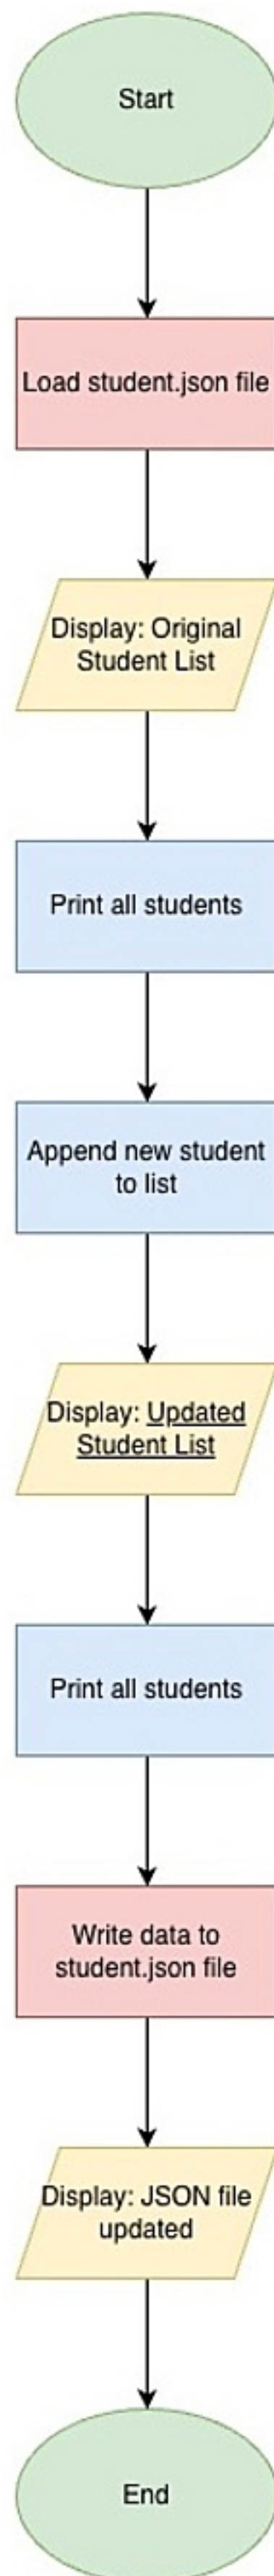 Start
Load student.json file
Display: Original
Student List
Print all students
Append new student
to list
Display: Updated
Student List
Print all students
Write data to
student.json file
Display: JSON file
updated
End